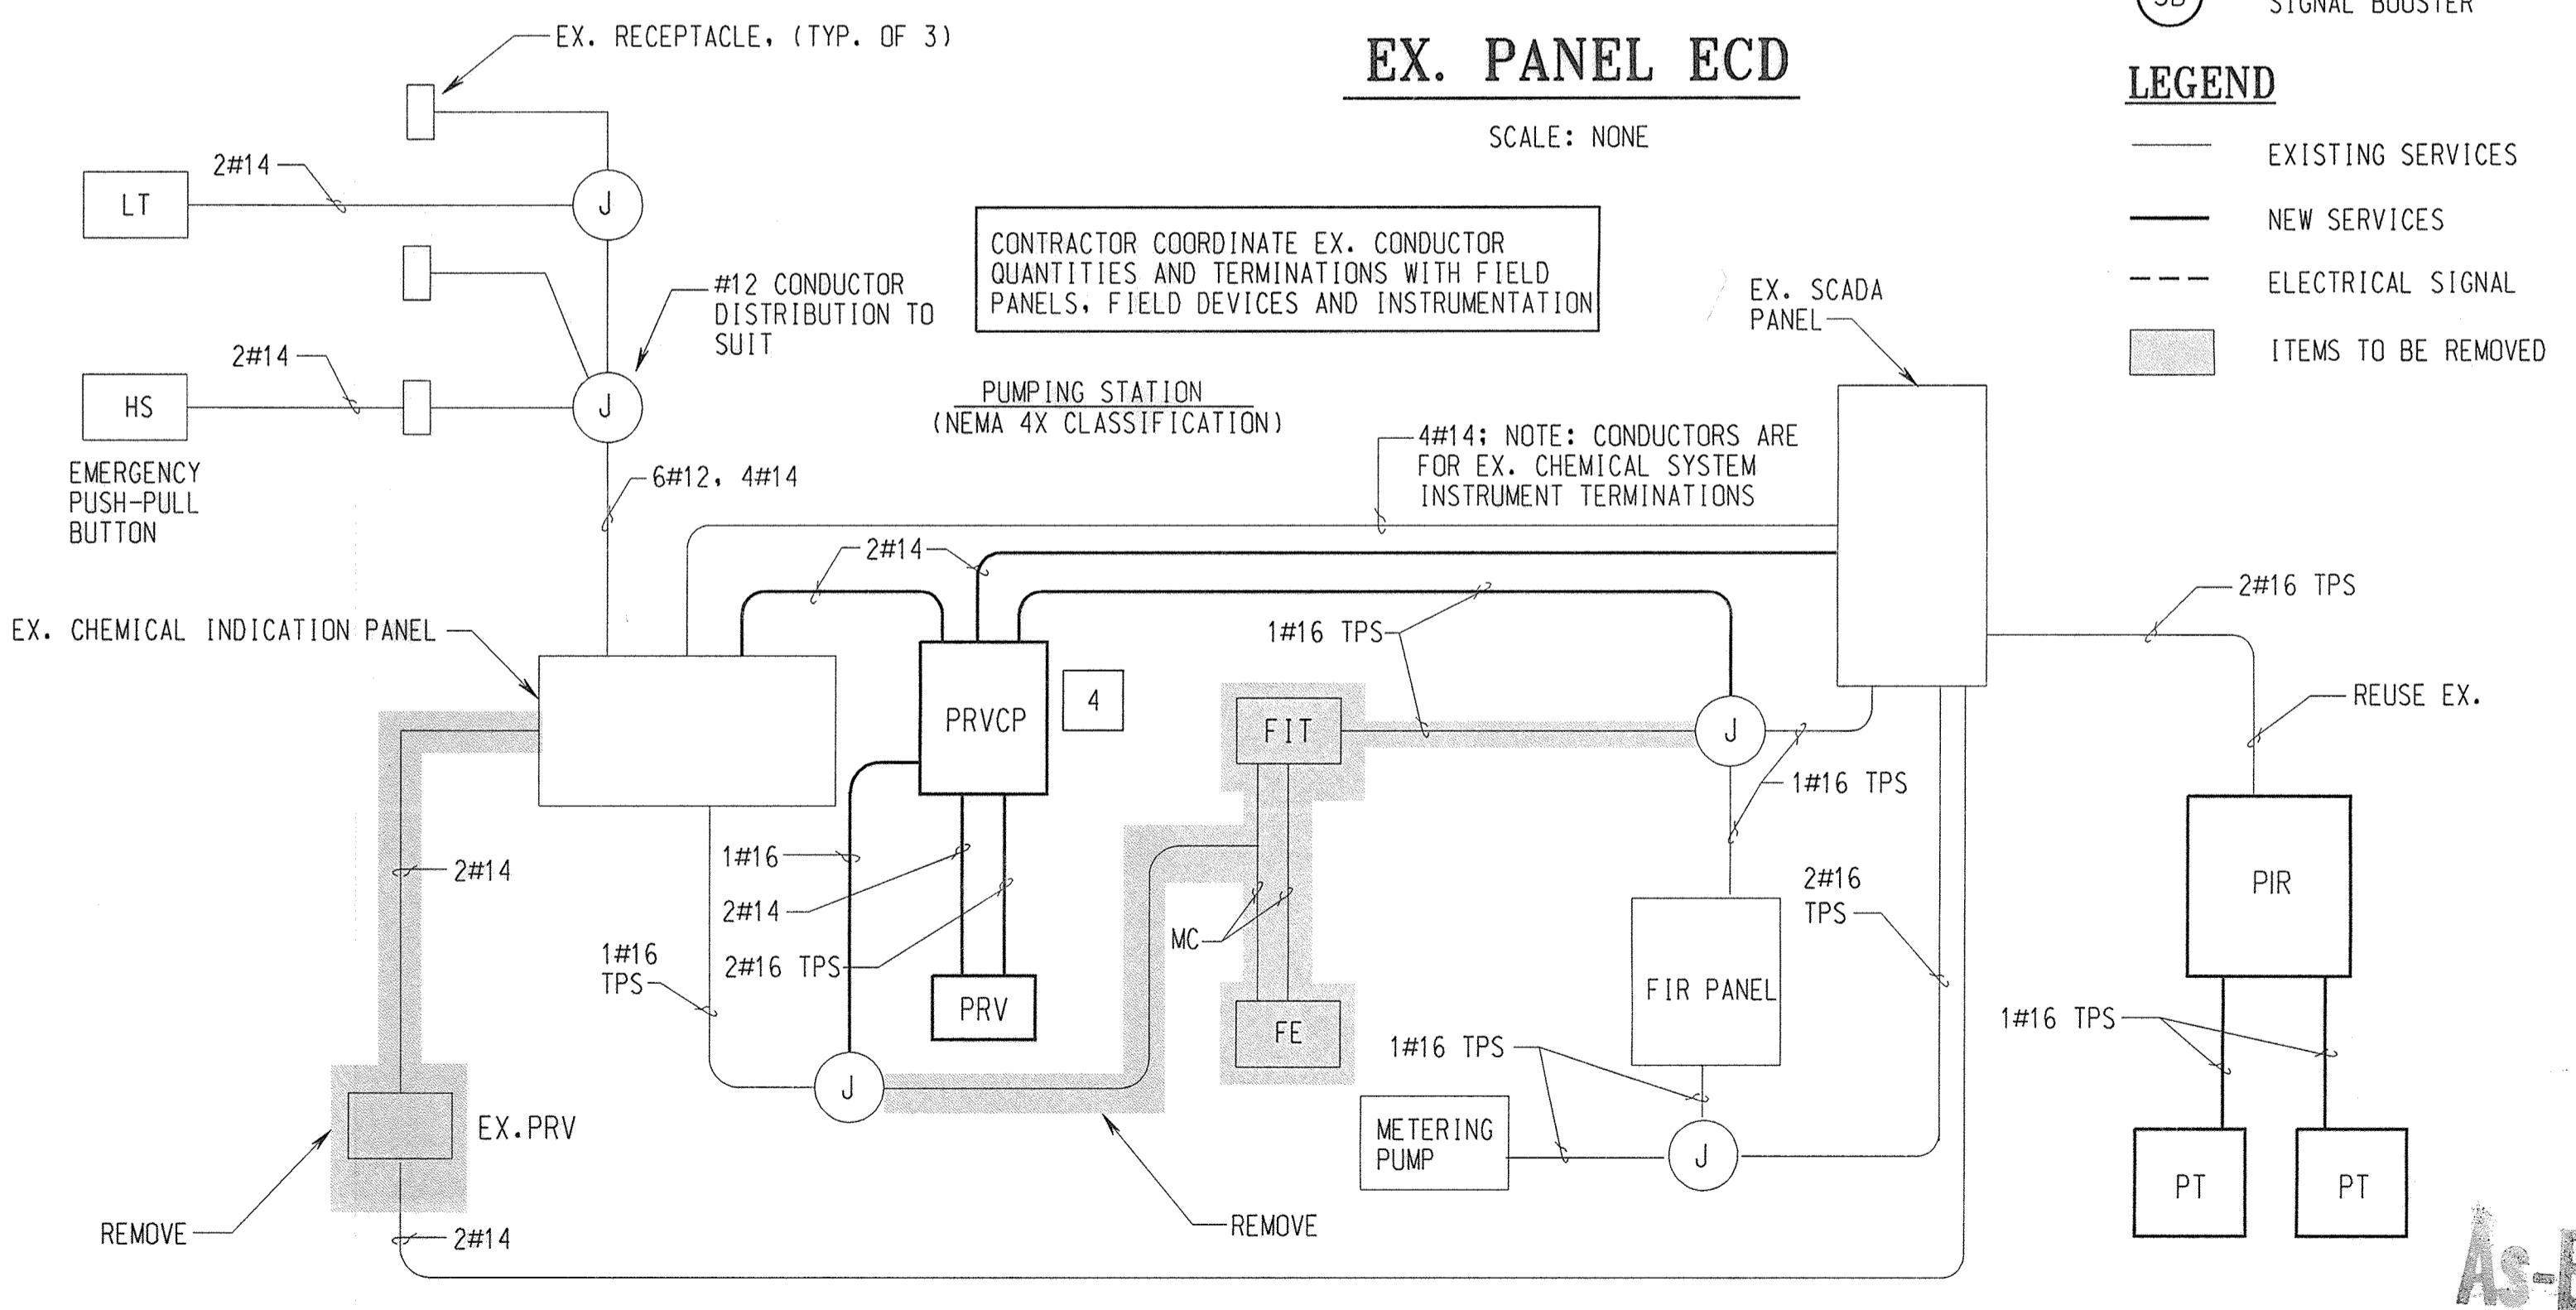 SIGNAL BOOSTER
EX. RECEPTACLE, (TYP. OF 3)
EX. PANEL ECD
SCALE: NONE
LEGEND
EXISTING SERVICES
NEW SERVICES
ELECTRICAL SIGNAL
ITEMS TO BE REMOVED
2#14
LT
J
CONTRACTOR COORDINATE EX. CONDUCTOR
QUANTITIES AND TERMINATIONS WITH FIELD
PANELS, FIELD DEVICES AND INSTRUMENTATION
#12 CONDUCTOR
DISTRIBUTION TO
SUIT
EX. SCADA
PANEL
2#14
HS
J
EMERGENCY
PUSH-PULL
BUTTON
PUMPING STATION
(NEMA 4X CLASSIFICATION)
6#12, 4#14
4#14; NOTE: CONDUCTORS ARE
FOR EX. CHEMICAL SYSTEM
INSTRUMENT TERMINATIONS
2#14
EX. CHEMICAL INDICATION PANEL
1#16 TPS
2#16 TPS
REUSE EX.
PRVCP
4
FIT
J
1#16 TPS
2#14
1#16
2#14
2#16 TPS
1#16
TPS
PRV
MC
FE
FIR PANEL
2#16
TPS
PIR
1#16 TPS
1#16 TPS
J
METERING
PUMP
J
PT
PT
EX.PRV
REMOVE
2#14
REMOVE